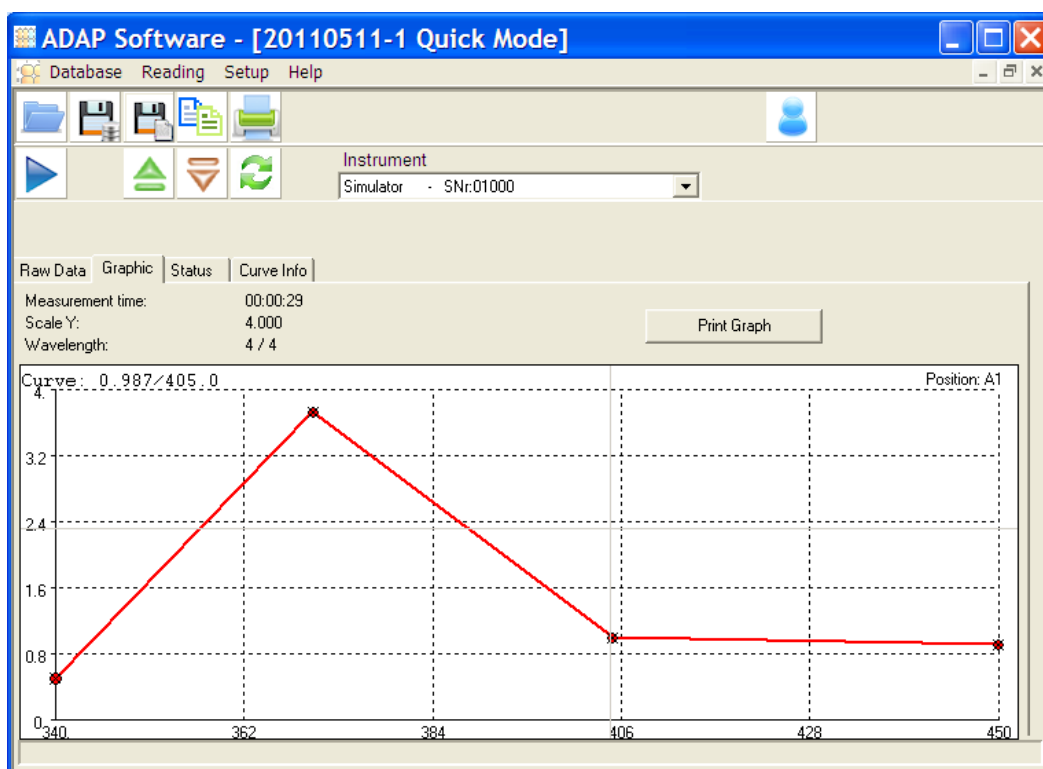 ADAP Software - [20110511-1 Quick Mode]
Database Reading Setup Help
Instrument
Simulator - SNr:01000
Raw Data Graphic Status Curve Info
Measurement time: 00:00:29
Scale Y: 4.000
Wavelength: 4 / 4
Print Graph
Curve: 0.987/405.0
Position: A1
4.
3.2
2.4
1.6
0.8
0.
340. 362 384 406 428 450